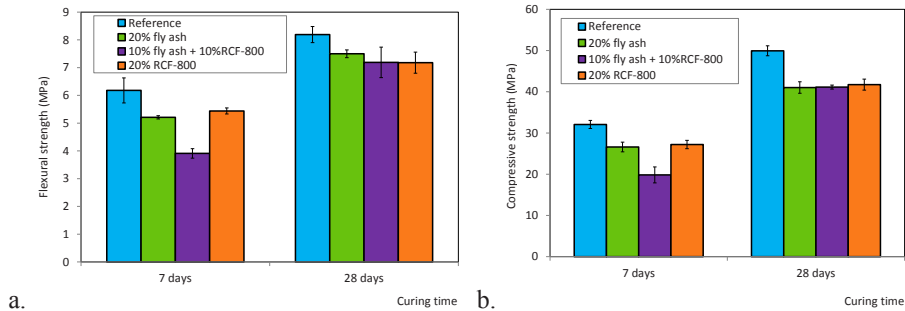 9
8
7
6
5
4
3
2
1
0
Flexural strength (MPa)
Reference
20% fly ash
10% fly ash + 10%RCF-800
20% RCF-800
7 days
28 days
Curing time
a.
60
50
40
30
20
10
0
Compressive strength (MPa)
Reference
20% fly ash
10% fly ash + 10%RCF-800
20% RCF-800
7 days
28 days
Curing time
b.